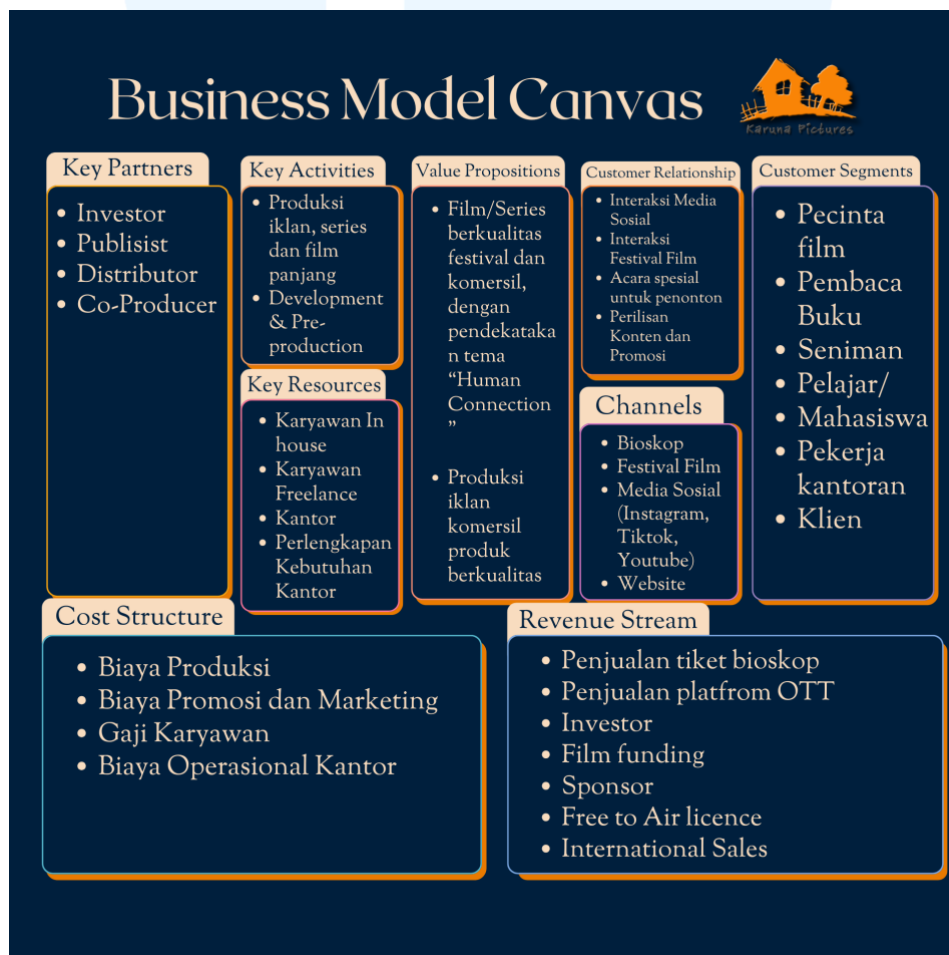 Business Model Canvas
Karuna Pictures
Key Partners
• Investor
• Publisist
• Distributor
• Co-Producer
Key Activities
• Produksi
iklan, series
dan film
panjang
• Development
& Pre-
production
Key Resources
• Karyawan In
house
• Karyawan
Freelance
• Kantor
• Perlengkapan
Kebutuhan
Kantor
Value Propositions
• Film/Series
berkualitas
festival dan
komersil,
dengan
pendekataka
n tema
“Human
Connection
”
• Produksi
iklan
komersil
produk
berkualitas
Customer Relationship
• Interaksi Media
Sosial
• Interaksi
Festival Film
• Acara spesial
untuk penonton
• Perilisan
Konten dan
Promosi
Channels
• Bioskop
• Festival Film
• Media Sosial
(Instagram,
Tiktok,
Youtube)
• Website
Customer Segments
• Pecinta
film
• Pembaca
Buku
• Seniman
• Pelajar/
• Mahasiswa
• Pekerja
kantoran
• Klien
Cost Structure
• Biaya Produksi
• Biaya Promosi dan Marketing
• Gaji Karyawan
• Biaya Operasional Kantor
Revenue Stream
• Penjualan tiket bioskop
• Penjualan platfrom OTT
• Investor
• Film funding
• Sponsor
• Free to Air licence
• International Sales